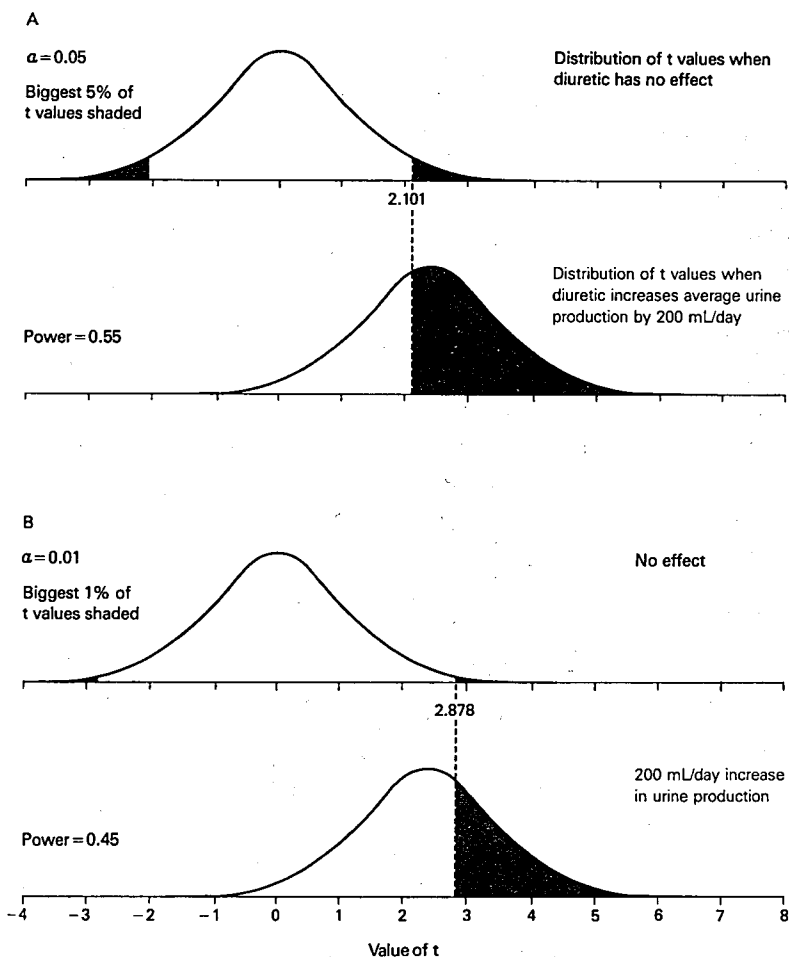 A
α=0.05
Biggest 5% of
t values shaded
Distribution of t values when
diuretic has no effect
2.101
Distribution of t values when
diuretic increases average urine
production by 200 mL/day
Power=0.55
B
α=0.01
Biggest 1% of
t values shaded
No effect
2.878
200 mL/day increase
in urine production
Power=0.45
-4 -3 -2 -1 0 1 2 3 4 5 6 7 8
Value of t